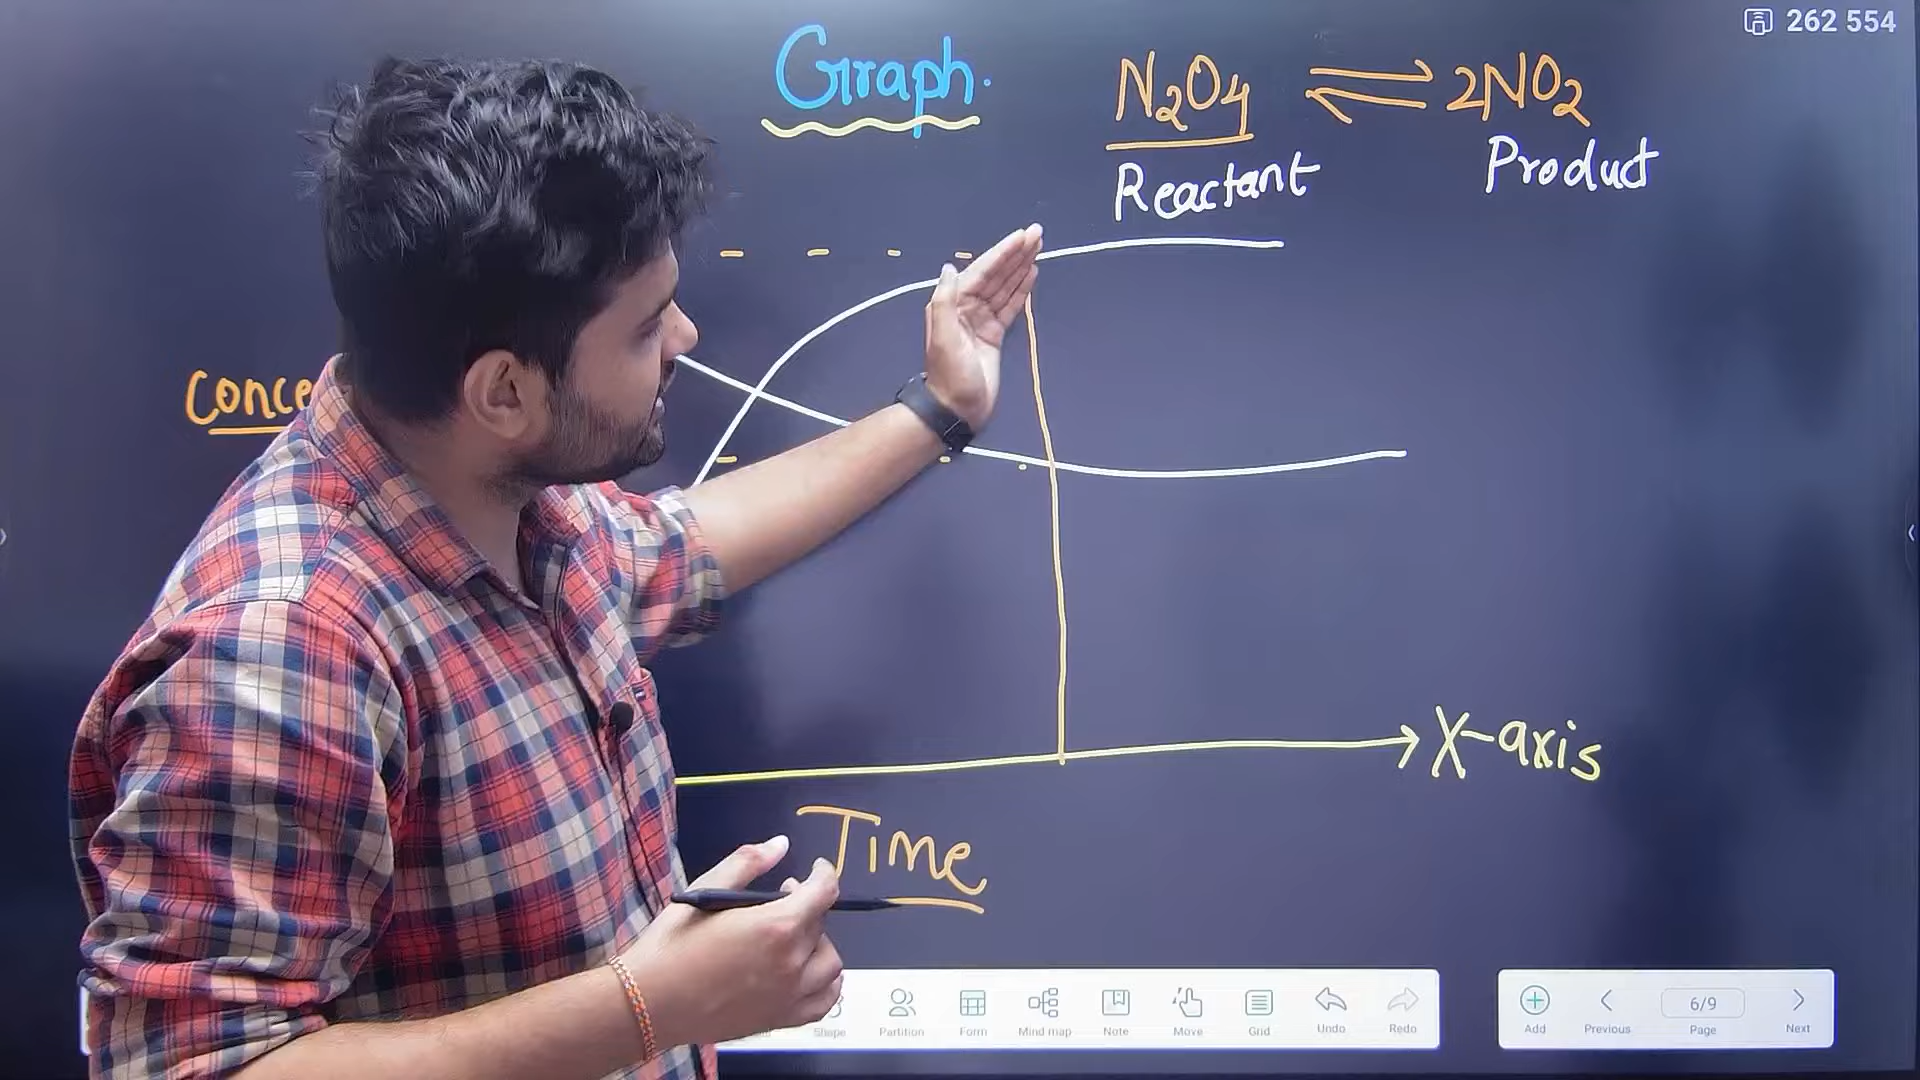 262 554
Graph.
N2O4 ⇌ 2NO2
Reactant
Product
X-axis
Time
Shape
Partition
Form
Mind map
Note
Move
Grid
Undo
Redo
Add
Previous
6/9
Page
Next